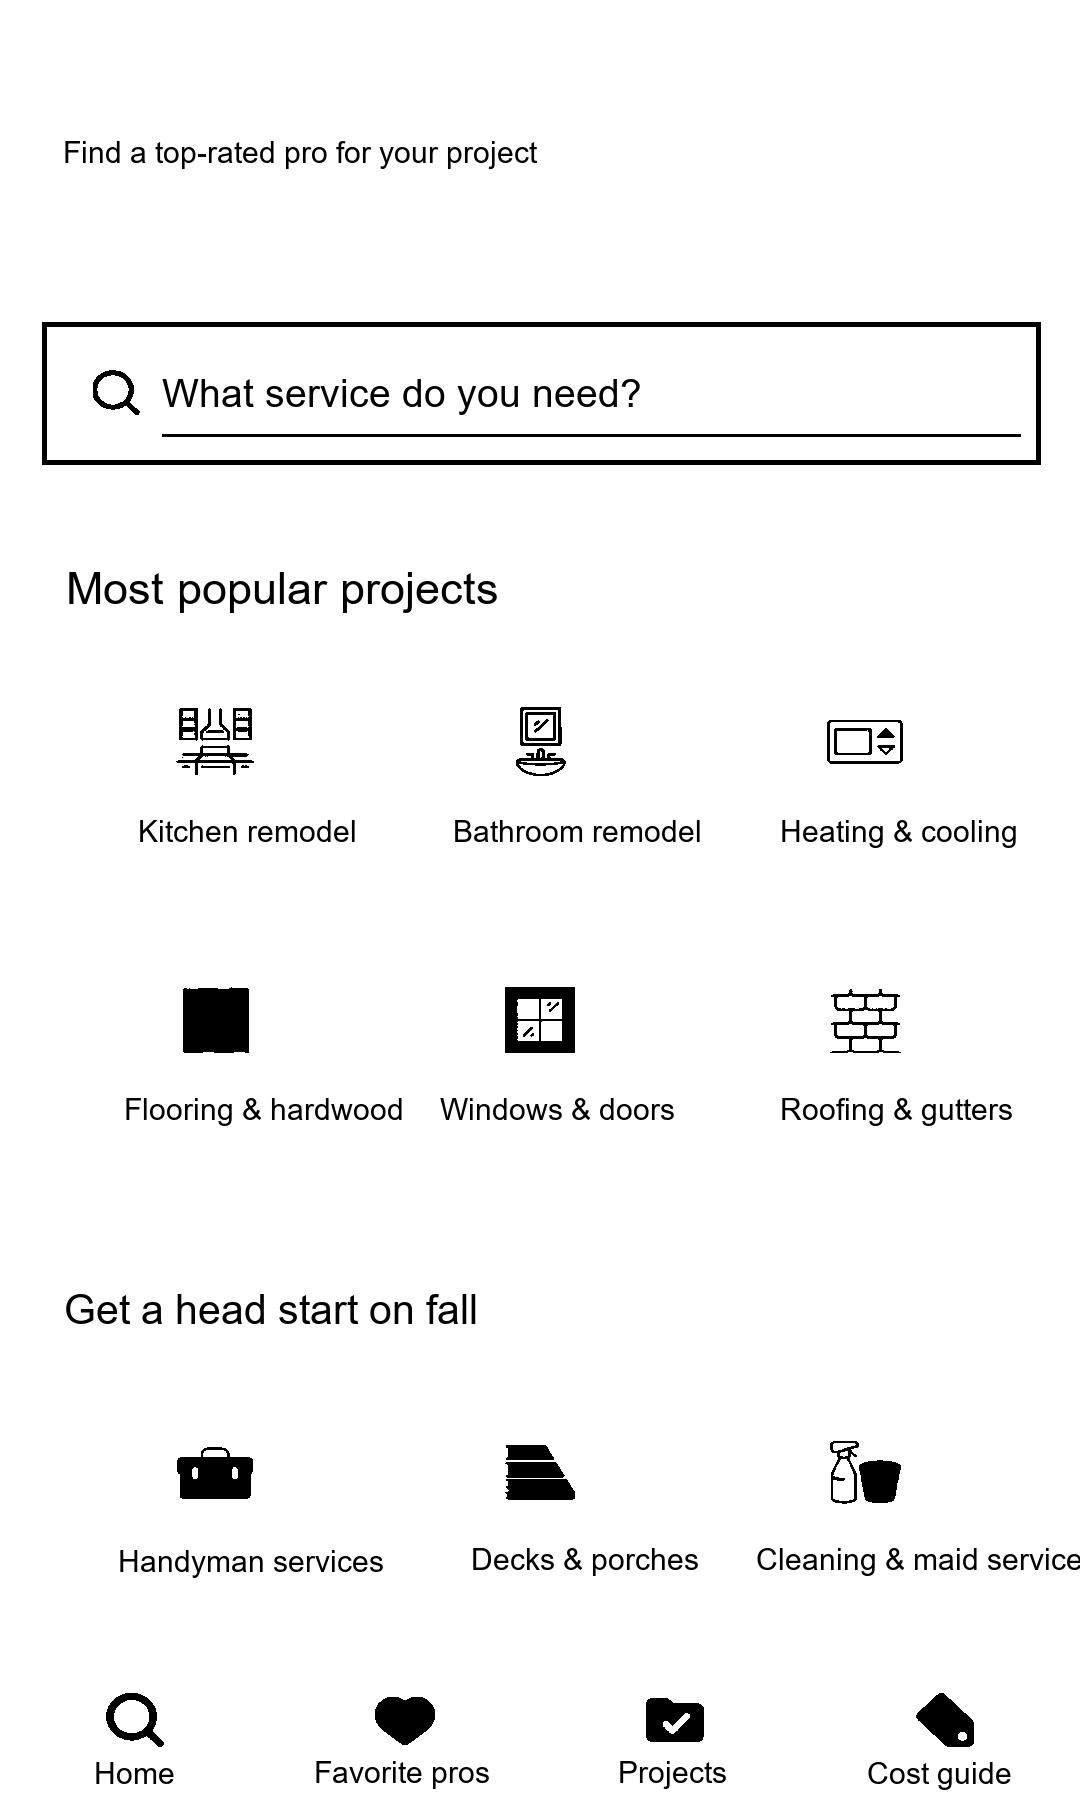 Find a top-rated pro for your project
What service do you need?
Most popular projects
Kitchen remodel
Bathroom remodel
Heating & cooling
Flooring & hardwood
Windows & doors
Roofing & gutters
Get a head start on fall
Handyman services
Decks & porches
Cleaning & maid service
Home
Favorite pros
Projects
Cost guide